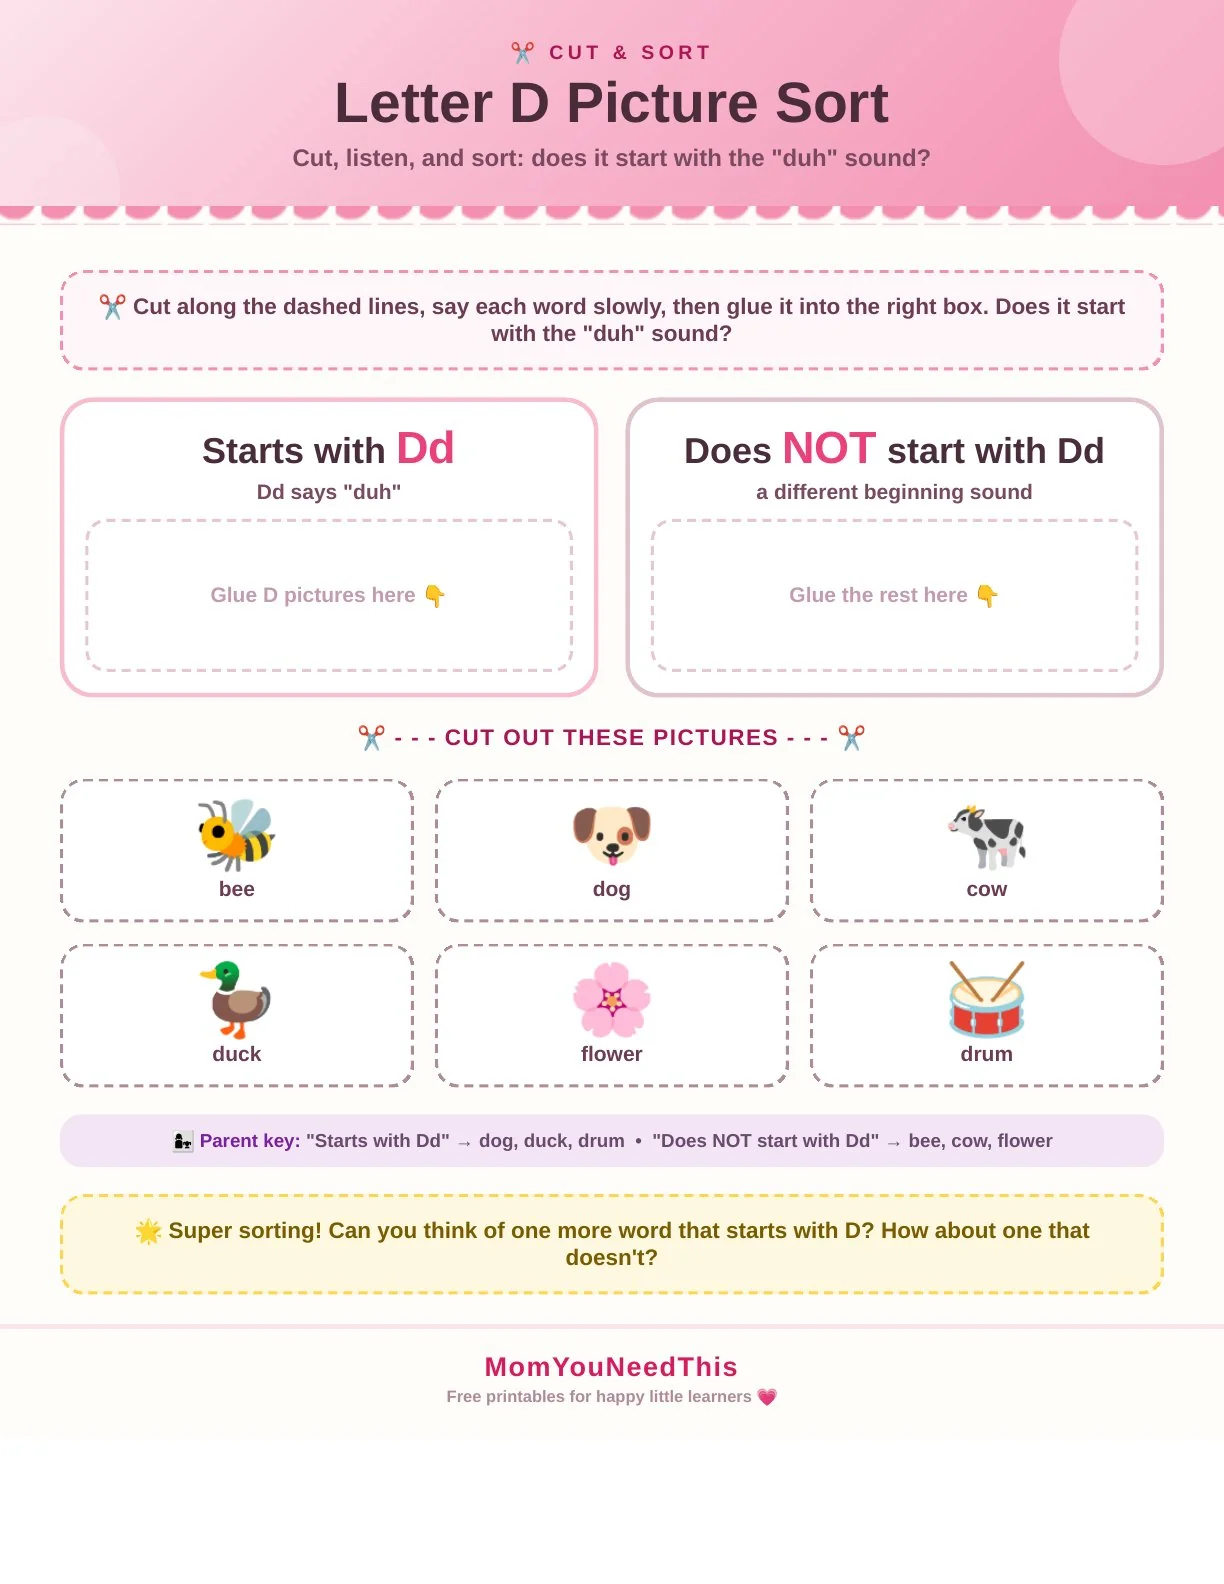 ✂️ CUT & SORT
Letter D Picture Sort
Cut, listen, and sort: does it start with the "duh" sound?
✂️ Cut along the dashed lines, say each word slowly, then glue it into the right box. Does it start
with the "duh" sound?
Starts with Dd
Dd says "duh"
Glue D pictures here 👇
Does NOT start with Dd
a different beginning sound
Glue the rest here 👇
✂️ - - - CUT OUT THESE PICTURES - - - ✂️
bee
dog
cow
duck
flower
drum
👩‍👧 Parent key: "Starts with Dd" → dog, duck, drum • "Does NOT start with Dd" → bee, cow, flower
🌟 Super sorting! Can you think of one more word that starts with D? How about one that
doesn't?
MomYouNeedThis
Free printables for happy little learners 💗